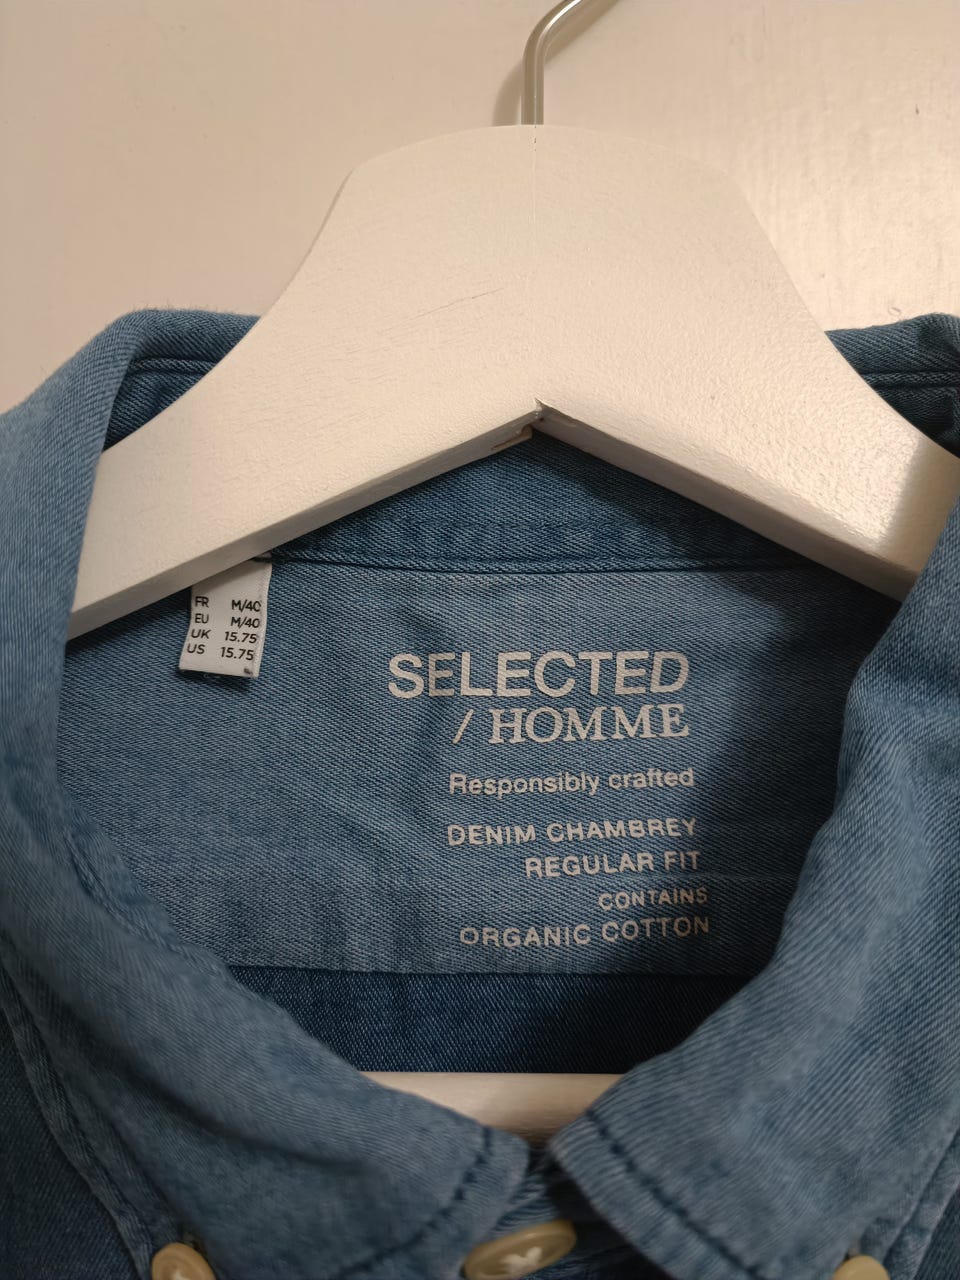 FR M/40
EU M/40
UK 15.75
US 15.75
SELECTED
/ HOMME
Responsibly crafted
DENIM CHAMBREY
REGULAR FIT
CONTAINS
ORGANIC COTTON